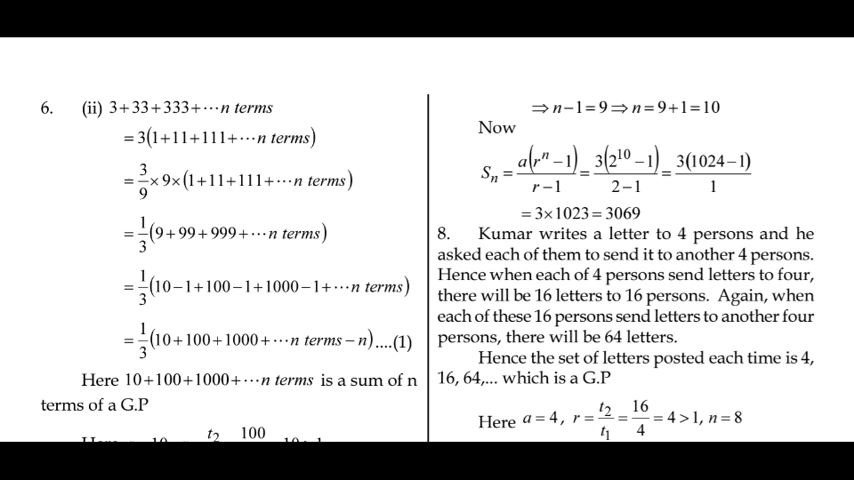 6. (ii) 3+33+333+⋯n terms
=3(1+11+111+⋯n terms)
=3/9×9×(1+11+111+⋯n terms)
=1/3(9+99+999+⋯n terms)
=1/3(10−1+100−1+1000−1+⋯n terms)
=1/3(10+100+1000+⋯n terms−n)....(1)
Here 10+100+1000+⋯n terms is a sum of n
terms of a G.P
⇒n−1=9⇒n=9+1=10
Now
Sn=a(r^n−1)/r−1=3(2^10−1)/2−1=3(1024−1)/1
=3×1023=3069
8. Kumar writes a letter to 4 persons and he
asked each of them to send it to another 4 persons.
Hence when each of 4 persons send letters to four,
there will be 16 letters to 16 persons. Again, when
each of these 16 persons send letters to another four
persons, there will be 64 letters.
Hence the set of letters posted each time is 4,
16, 64,... which is a G.P
Here a=4, r=t2/t1=16/4=4>1, n=8